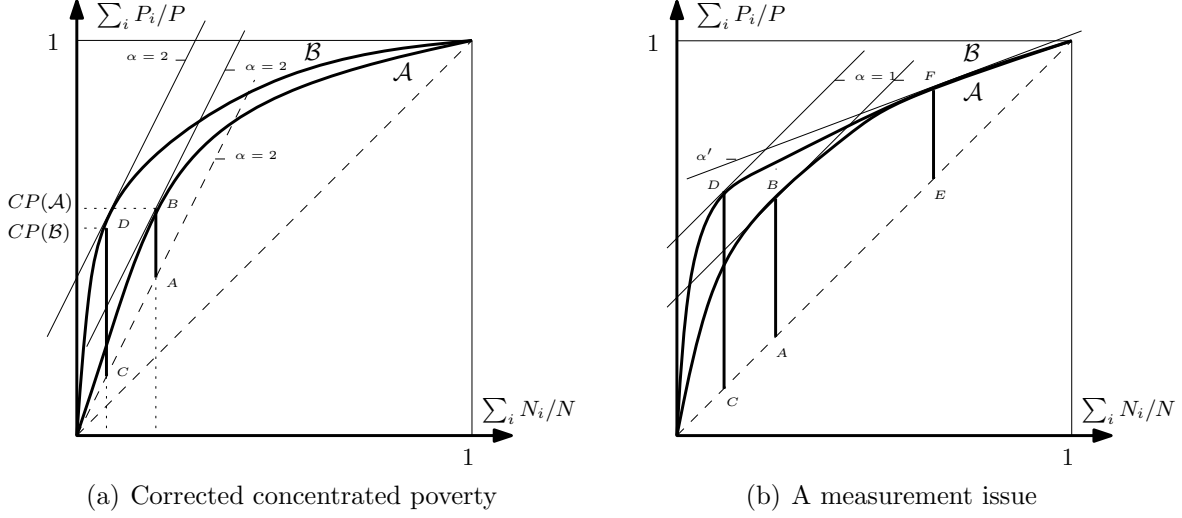 ∑ᵢ Pᵢ/P
1
α = 2
α = 2
α = 2
ℬ
𝒜
CP(𝒜)
CP(ℬ)
D
B
A
C
∑ᵢ Nᵢ/N
1
(a) Corrected concentrated poverty
∑ᵢ Pᵢ/P
1
α = 1
F
ℬ
𝒜
α′
D
B
E
A
C
∑ᵢ Nᵢ/N
1
(b) A measurement issue